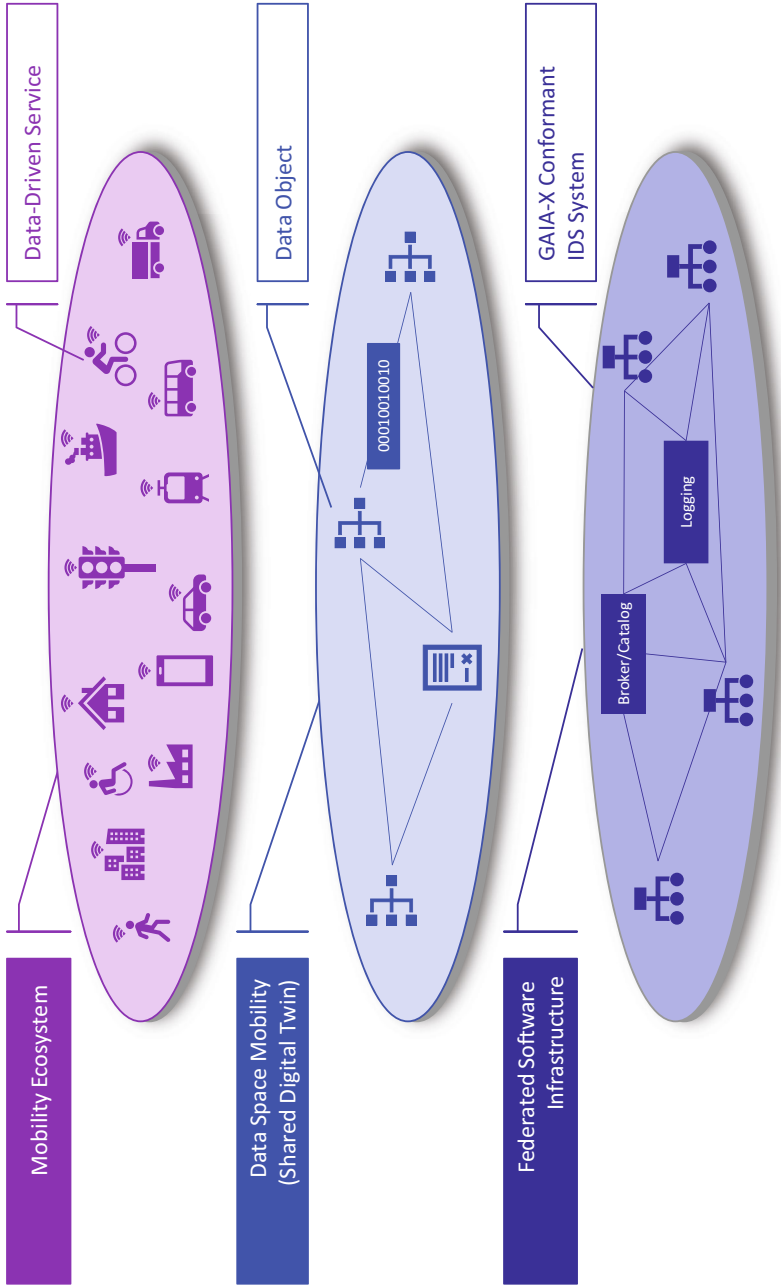 Mobility Ecosystem
Data-Driven Service
Data Space Mobility
(Shared Digital Twin)
Data Object
00010010010
Federated Software
Infrastructure
GAIA-X Conformant
IDS System
Broker/Catalog
Logging